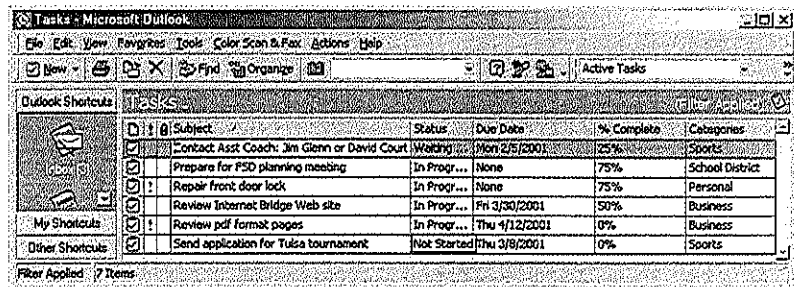 Tasks - Microsoft Outlook
File Edit View Favorites Tools Color Scan & Fax Actions Help
New Find Organize Active Tasks
Outlook Shortcuts Tasks (Filter Applied)
! Subject Status Due Date % Complete Categories
Contact Asst Coach: Jim Glenn or David Court Waiting ... Mon 2/5/2001 25% Sports
Prepare for FSD planning meeting In Progr... None 75% School District
! Repair front door lock In Progr... None 75% Personal
Review Internet Bridge Web site In Progr... Fri 3/30/2001 50% Business
! Review pdf format pages In Progr... Thu 4/12/2001 0% Business
Send application for Tulsa tournament Not Started Thu 3/8/2001 0% Sports
My Shortcuts
Other Shortcuts
Filter Applied 7 Items